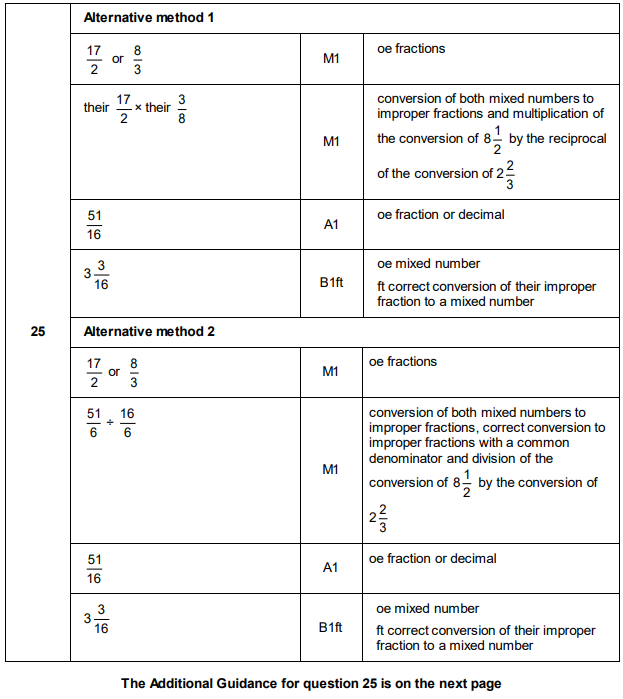 Alternative method 1
17/2 or 8/3
M1
oe fractions
their 17/2 × their 3/8
M1
conversion of both mixed numbers to
improper fractions and multiplication of
the conversion of 8 1/2 by the reciprocal
of the conversion of 2 2/3
51/16
A1
oe fraction or decimal
3 3/16
B1ft
oe mixed number
ft correct conversion of their improper
fraction to a mixed number
25
Alternative method 2
17/2 or 8/3
M1
oe fractions
51/6 ÷ 16/6
M1
conversion of both mixed numbers to
improper fractions, correct conversion to
improper fractions with a common
denominator and division of the
conversion of 8 1/2 by the conversion of
2 2/3
51/16
A1
oe fraction or decimal
3 3/16
B1ft
oe mixed number
ft correct conversion of their improper
fraction to a mixed number
The Additional Guidance for question 25 is on the next page